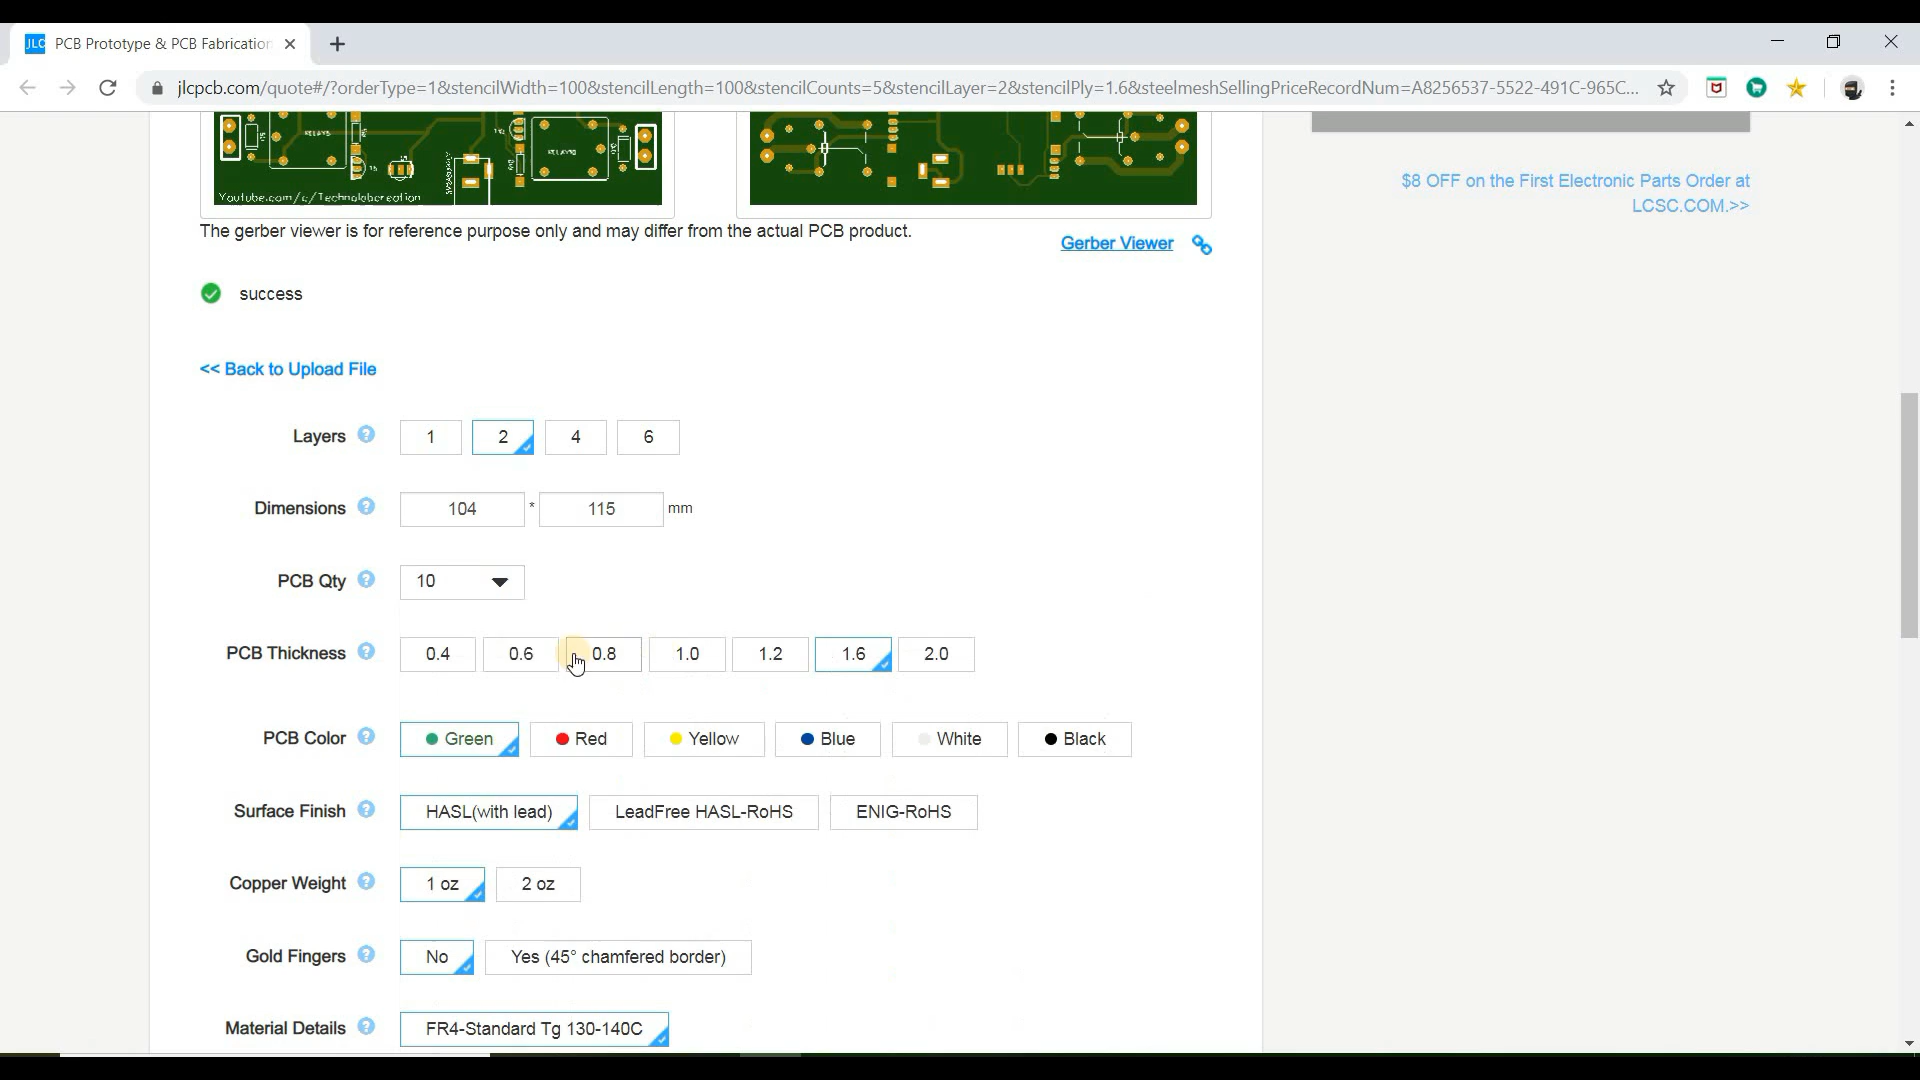 JLC PCB Prototype & PCB Fabrication
jlcpcb.com/quote#/?orderType=1&stencilWidth=100&stencilLength=100&stencilCounts=5&stencilLayer=2&stencilPly=1.6&steelmeshSellingPriceRecordNum=A8256537-5522-491C-965C...
Youtube.com/c/Technolabcreation
The gerber viewer is for reference purpose only and may differ from the actual PCB product.
Gerber Viewer
$8 OFF on the First Electronic Parts Order at
LCSC.COM.>>
success
<< Back to Upload File
Layers ? 1 2 4 6
Dimensions ? 104 * 115 mm
PCB Qty ? 10
PCB Thickness ? 0.4 0.6 0.8 1.0 1.2 1.6 2.0
PCB Color ? Green Red Yellow Blue White Black
Surface Finish ? HASL(with lead) LeadFree HASL-RoHS ENIG-RoHS
Copper Weight ? 1 oz 2 oz
Gold Fingers ? No Yes (45° chamfered border)
Material Details ? FR4-Standard Tg 130-140C